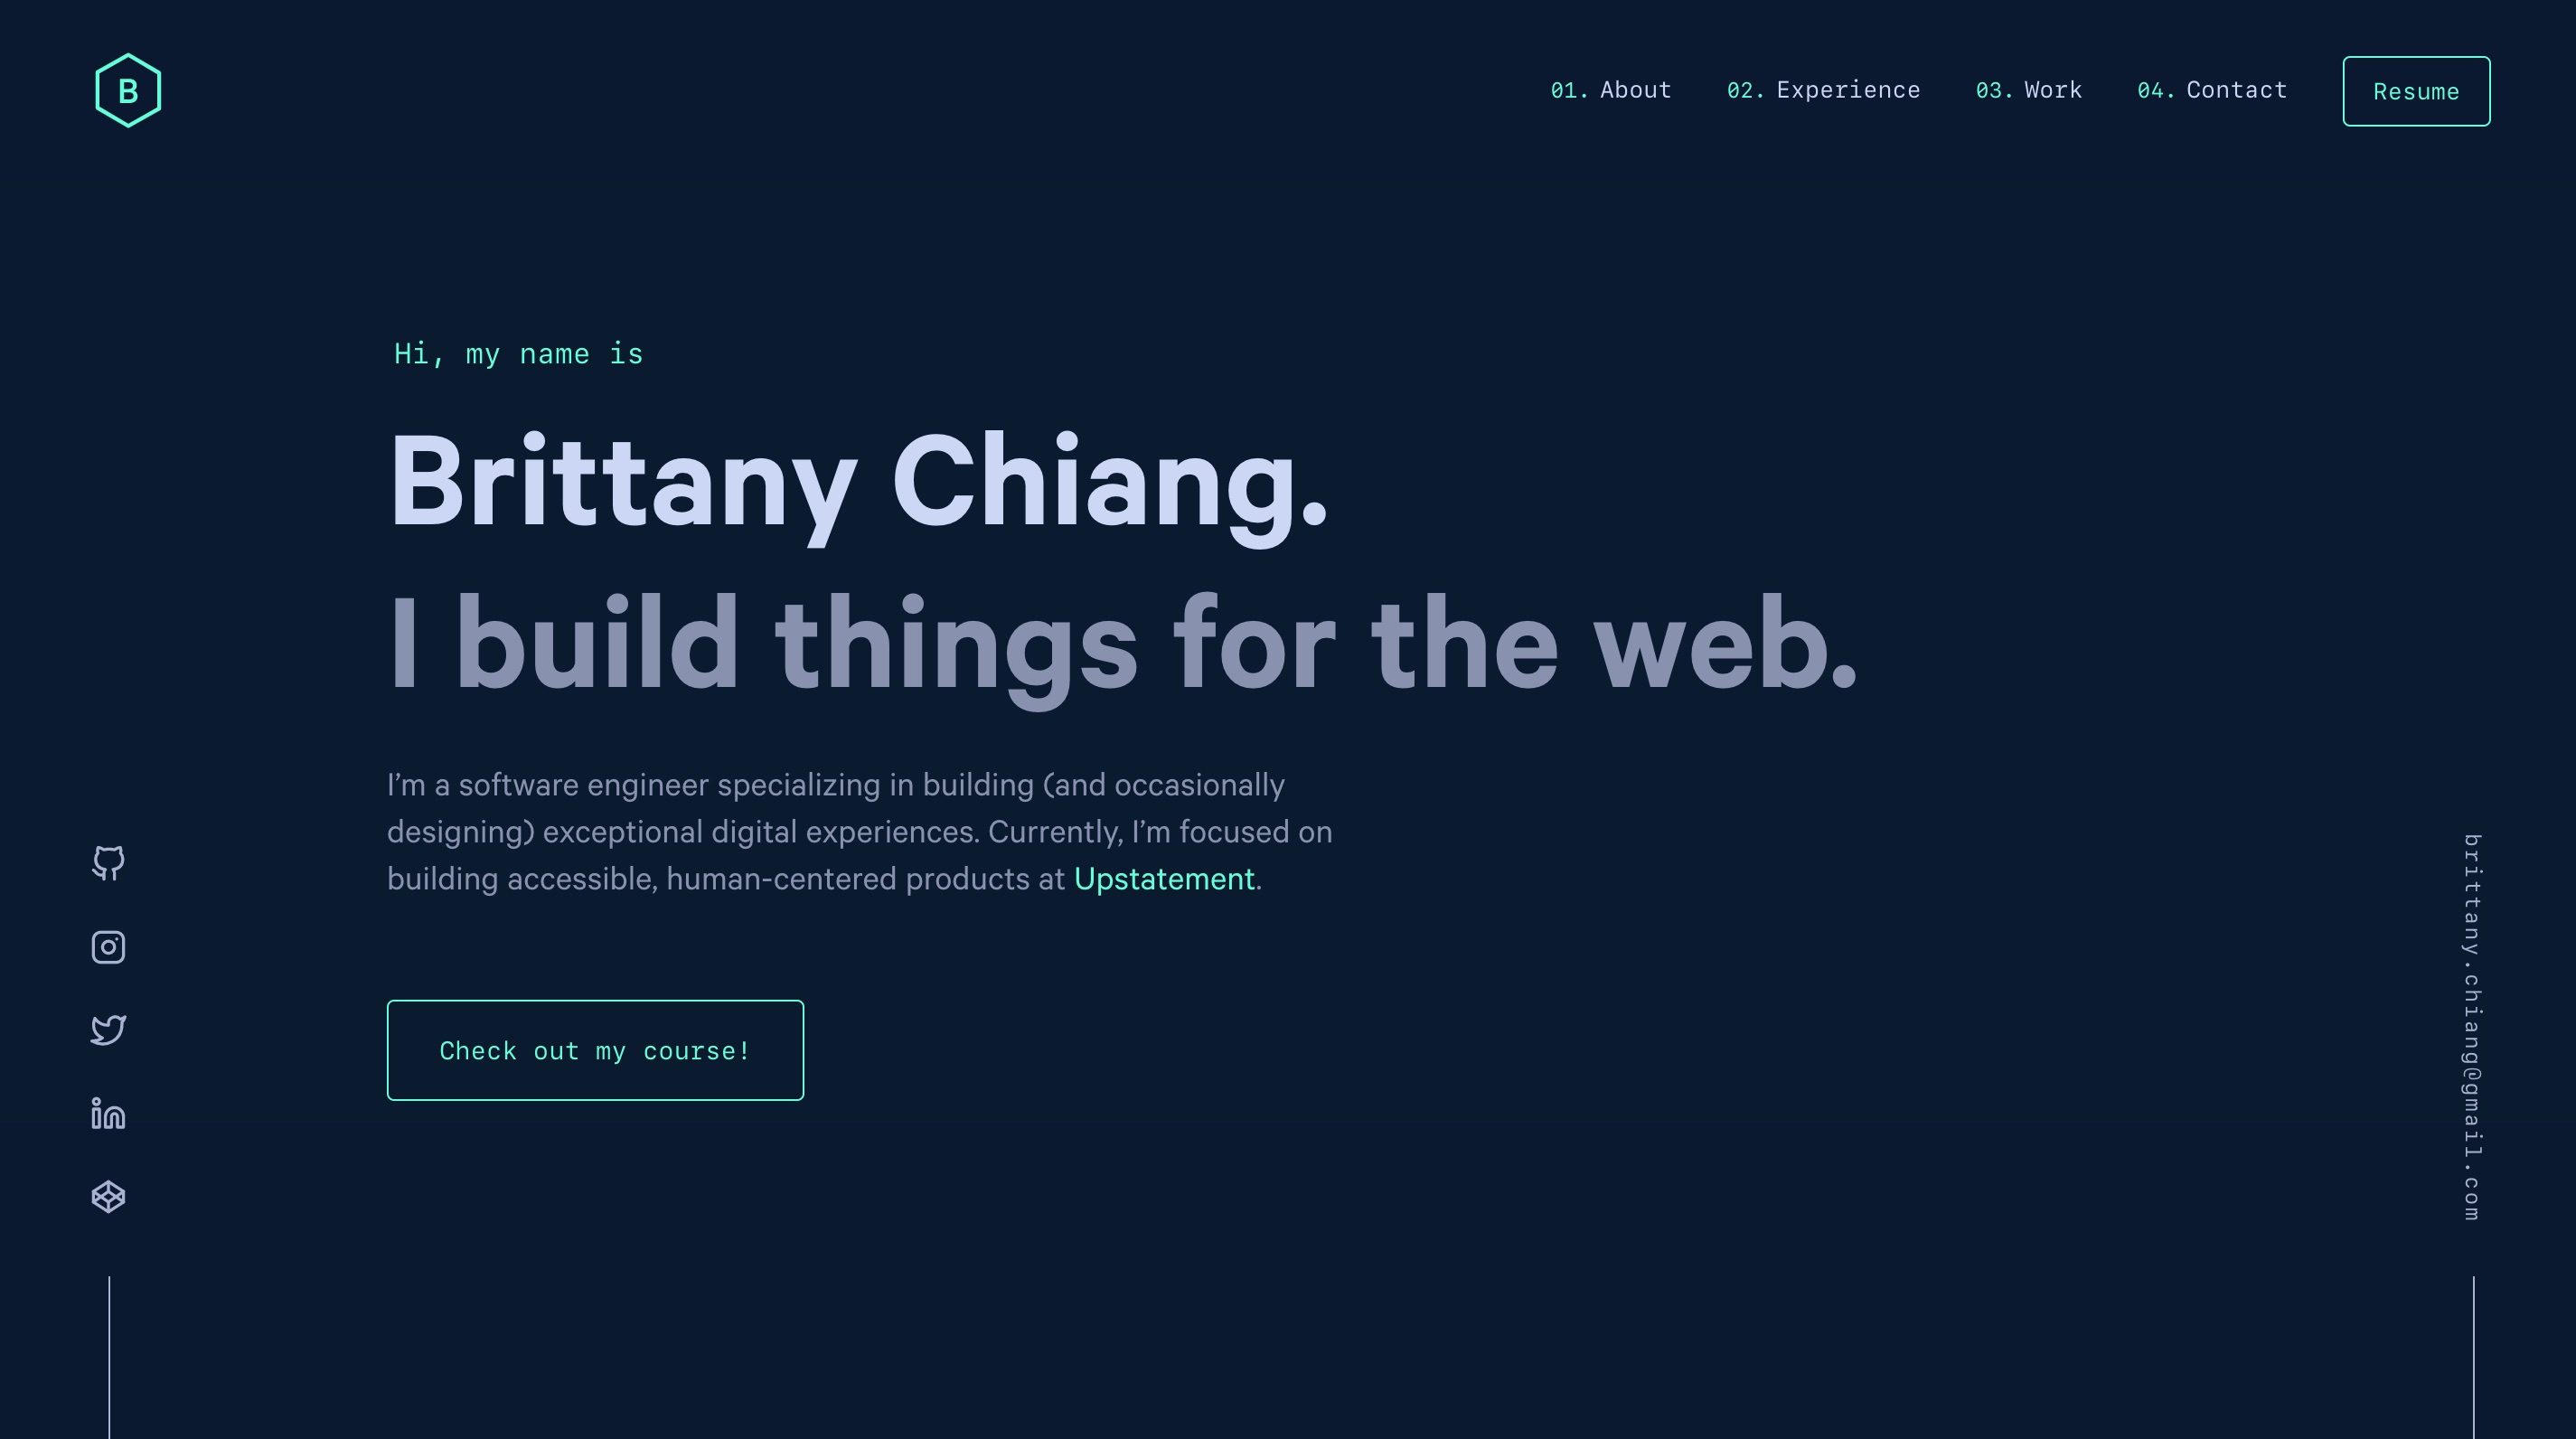 B
01. About 02. Experience 03. Work 04. Contact Resume
Hi, my name is
Brittany Chiang.
I build things for the web.
I’m a software engineer specializing in building (and occasionally
designing) exceptional digital experiences. Currently, I’m focused on
building accessible, human-centered products at Upstatement.
Check out my course!
in
brittany.chiang@gmail.com